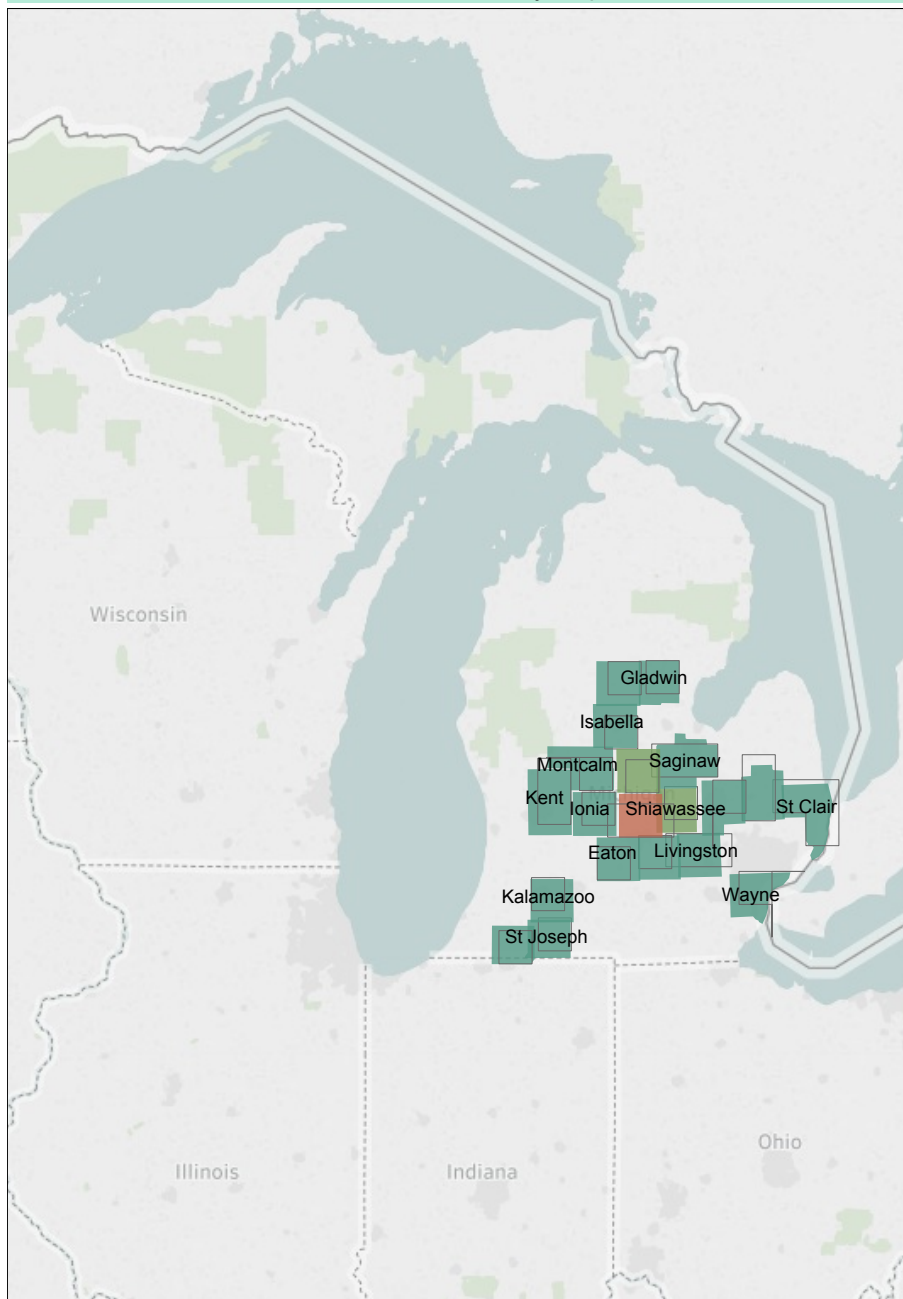 Wisconsin
Gladwin
Isabella
Montcalm
Saginaw
Kent
Ionia
Shiawassee
St Clair
Eaton
Livingston
Kalamazoo
Wayne
St Joseph
Illinois
Indiana
Ohio